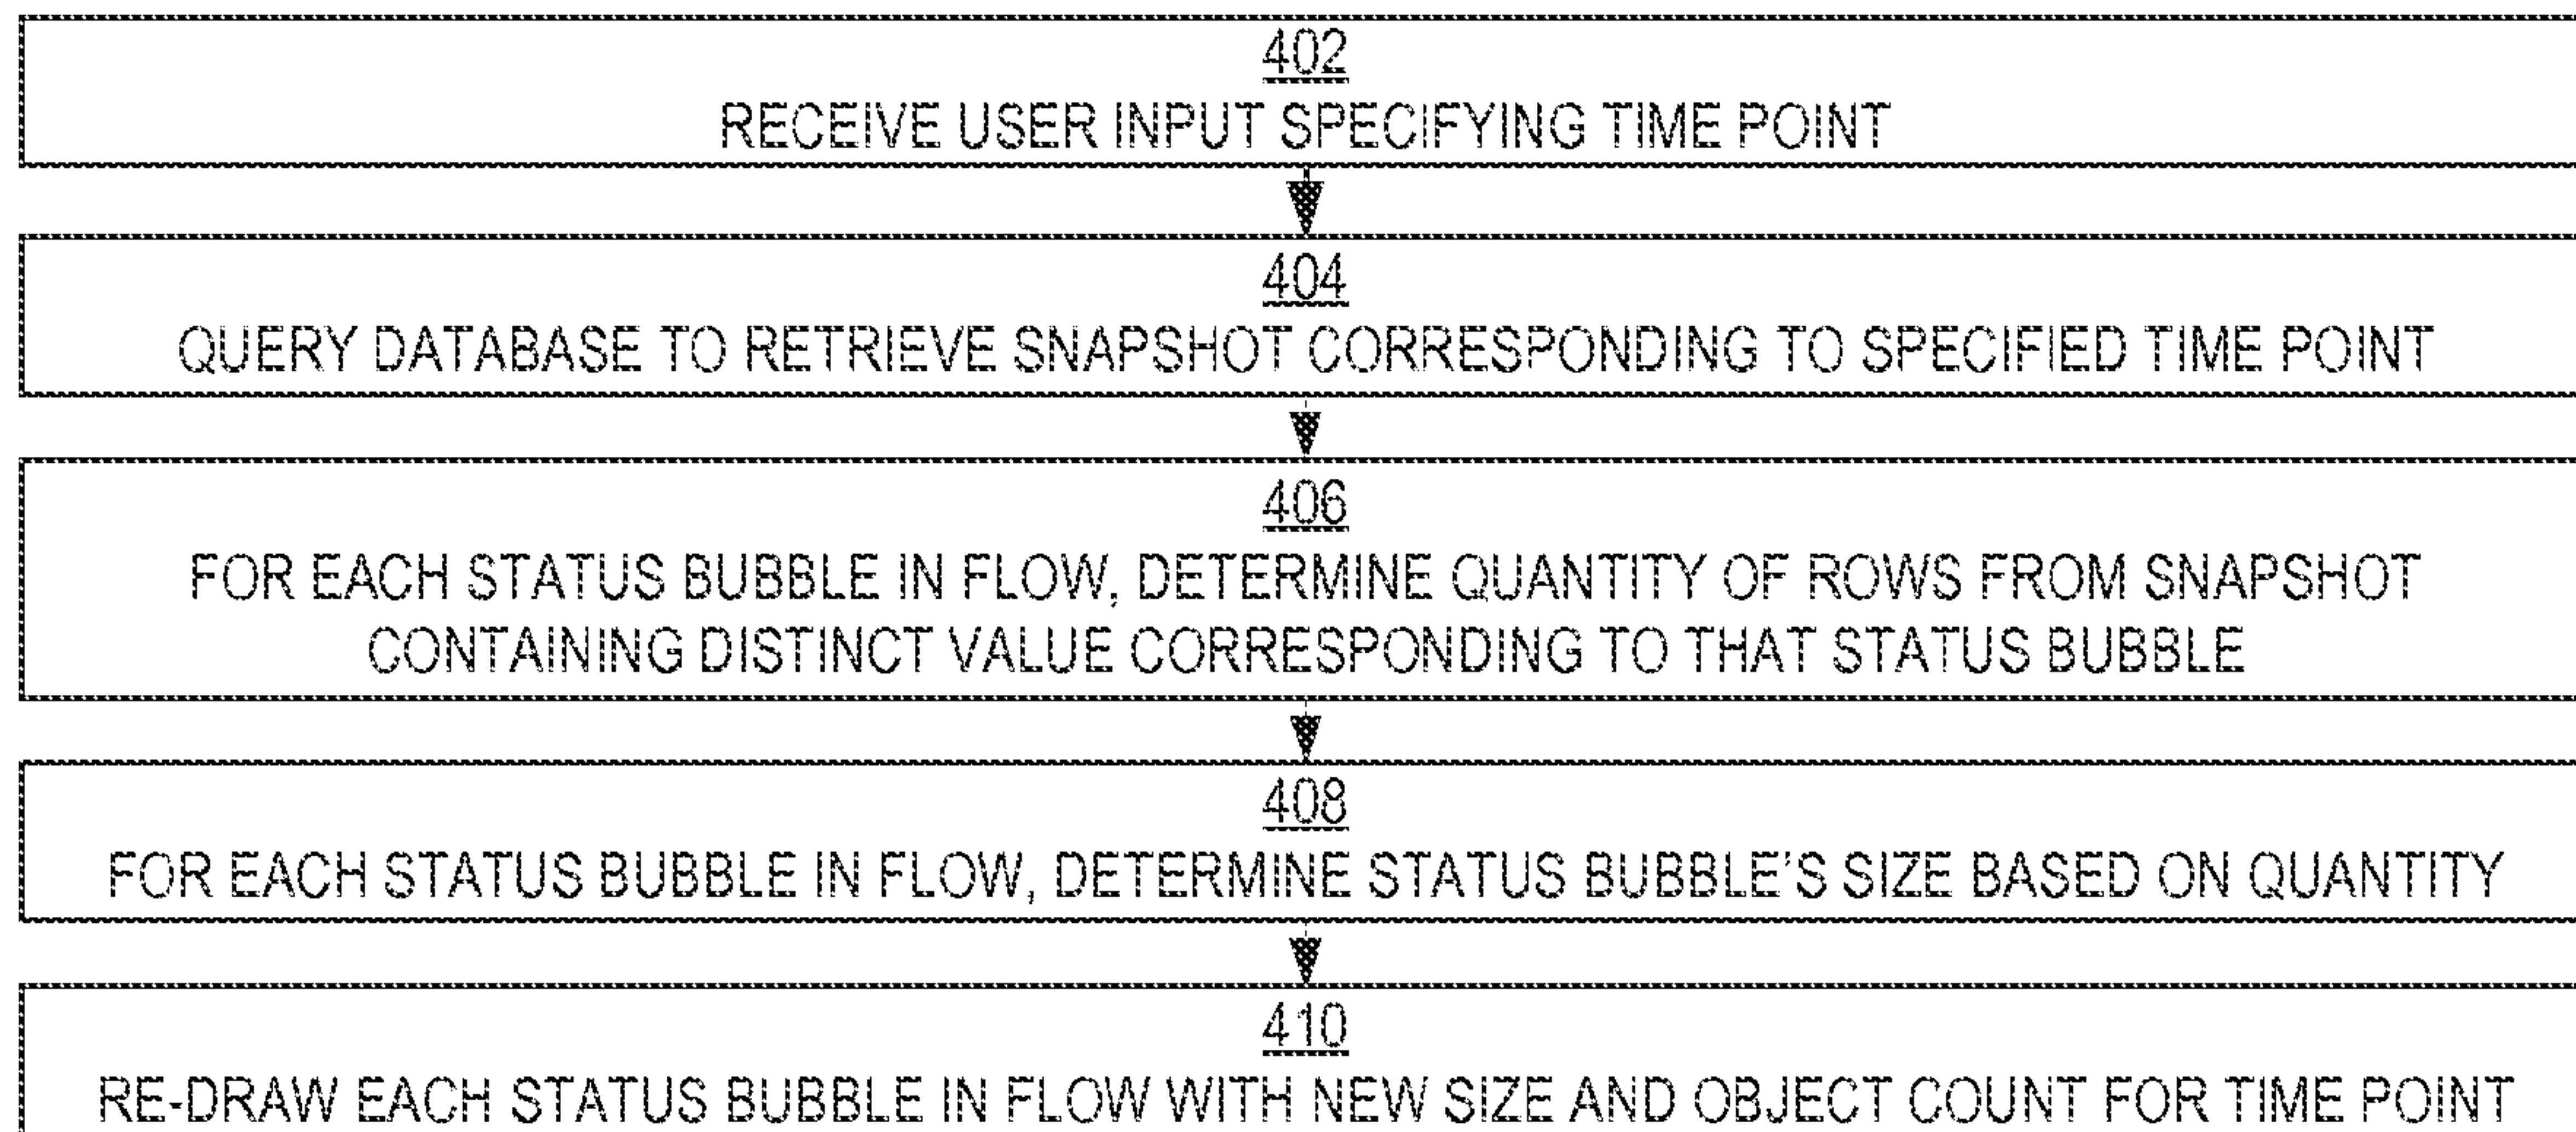 402
RECEIVE USER INPUT SPECIFYING TIME POINT
404
QUERY DATABASE TO RETRIEVE SNAPSHOT CORRESPONDING TO SPECIFIED TIME POINT
406
FOR EACH STATUS BUBBLE IN FLOW, DETERMINE QUANTITY OF ROWS FROM SNAPSHOT
CONTAINING DISTINCT VALUE CORRESPONDING TO THAT STATUS BUBBLE
408
FOR EACH STATUS BUBBLE IN FLOW, DETERMINE STATUS BUBBLE'S SIZE BASED ON QUANTITY
410
RE-DRAW EACH STATUS BUBBLE IN FLOW WITH NEW SIZE AND OBJECT COUNT FOR TIME POINT